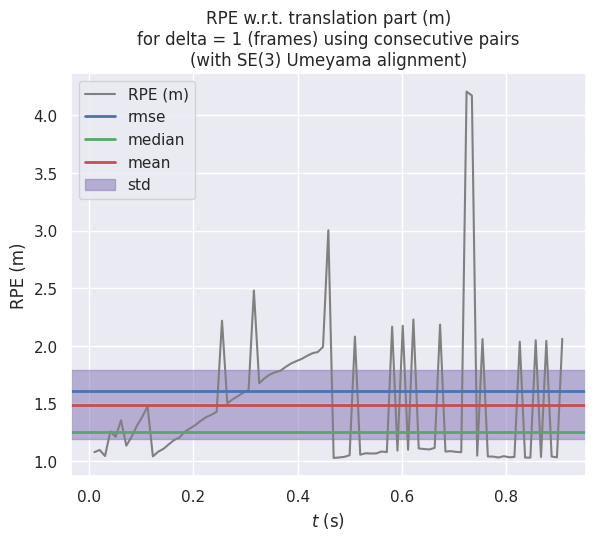 RPE w.r.t. translation part (m)
for delta = 1 (frames) using consecutive pairs
(with SE(3) Umeyama alignment)
RPE (m)
rmse
median
mean
std
RPE (m)
4.0
3.5
3.0
2.5
2.0
1.5
1.0
0.0 0.2 0.4 0.6 0.8
t (s)